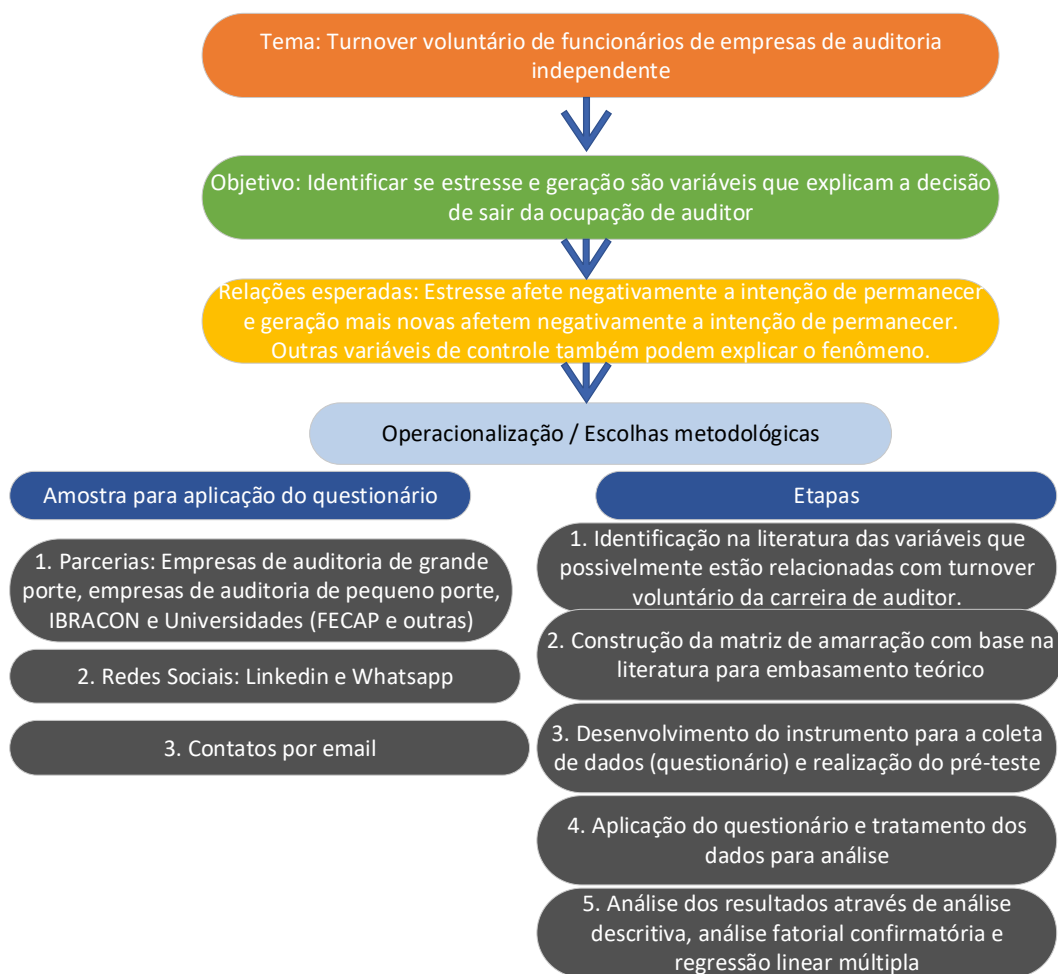 Tema: Turnover voluntário de funcionários de empresas de auditoria
independente
Objetivo: Identificar se estresse e geração são variáveis que explicam a decisão
de sair da ocupação de auditor
Relações esperadas: Estresse afete negativamente a intenção de permanecer
e geração mais novas afetem negativamente a intenção de permanecer.
Outras variáveis de controle também podem explicar o fenômeno.
Operacionalização / Escolhas metodológicas
Amostra para aplicação do questionário
1. Parcerias: Empresas de auditoria de grande
porte, empresas de auditoria de pequeno porte,
IBRACON e Universidades (FECAP e outras)
2. Redes Sociais: Linkedin e Whatsapp
3. Contatos por email
Etapas
1. Identificação na literatura das variáveis que
possivelmente estão relacionadas com turnover
voluntário da carreira de auditor.
2. Construção da matriz de amarração com base na
literatura para embasamento teórico
3. Desenvolvimento do instrumento para a coleta
de dados (questionário) e realização do pré-teste
4. Aplicação do questionário e tratamento dos
dados para análise
5. Análise dos resultados através de análise
descritiva, análise fatorial confirmatória e
regressão linear múltipla